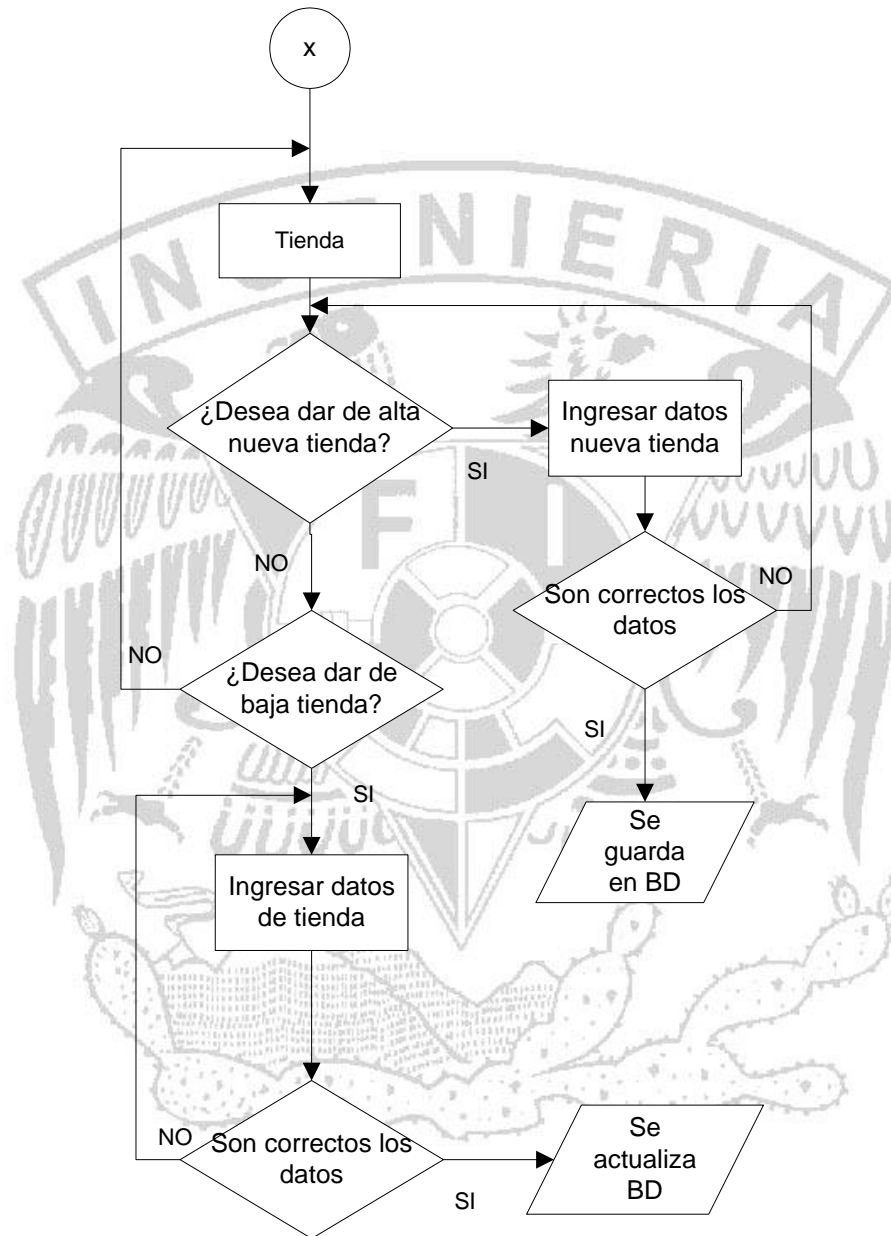 x
INGENIERIA
Tienda
¿Desea dar de alta
nueva tienda?
SI
Ingresar datos
nueva tienda
F I
NO
Son correctos los
datos
NO
NO
¿Desea dar de
baja tienda?
SI
SI
Se
guarda
en BD
Ingresar datos
de tienda
NO
Son correctos los
datos
SI
Se
actualiza
BD